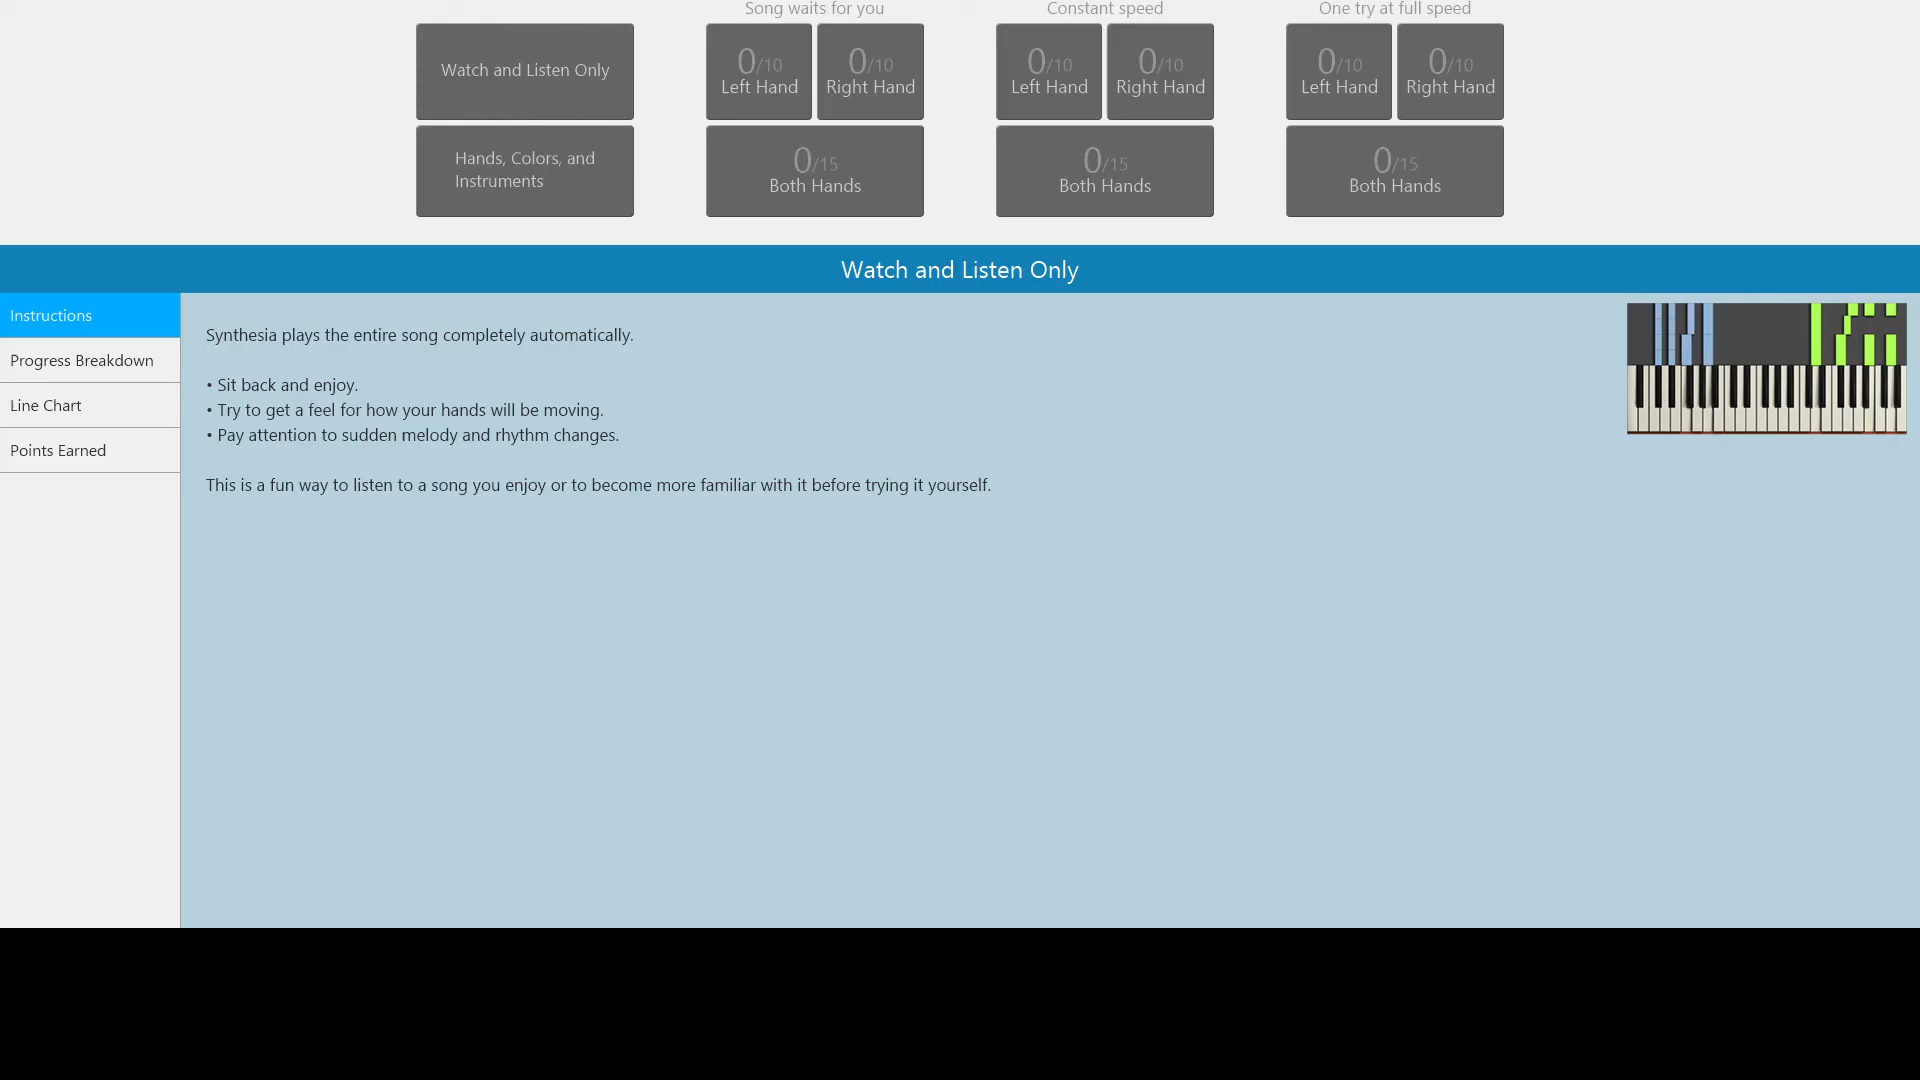 Song waits for you
Constant speed
One try at full speed
Watch and Listen Only
0/10
Left Hand
0/10
Right Hand
0/10
Left Hand
0/10
Right Hand
0/10
Left Hand
0/10
Right Hand
Hands, Colors, and
Instruments
0/15
Both Hands
0/15
Both Hands
0/15
Both Hands
Watch and Listen Only
Instructions
Progress Breakdown
Line Chart
Points Earned
Synthesia plays the entire song completely automatically.
• Sit back and enjoy.
• Try to get a feel for how your hands will be moving.
• Pay attention to sudden melody and rhythm changes.
This is a fun way to listen to a song you enjoy or to become more familiar with it before trying it yourself.